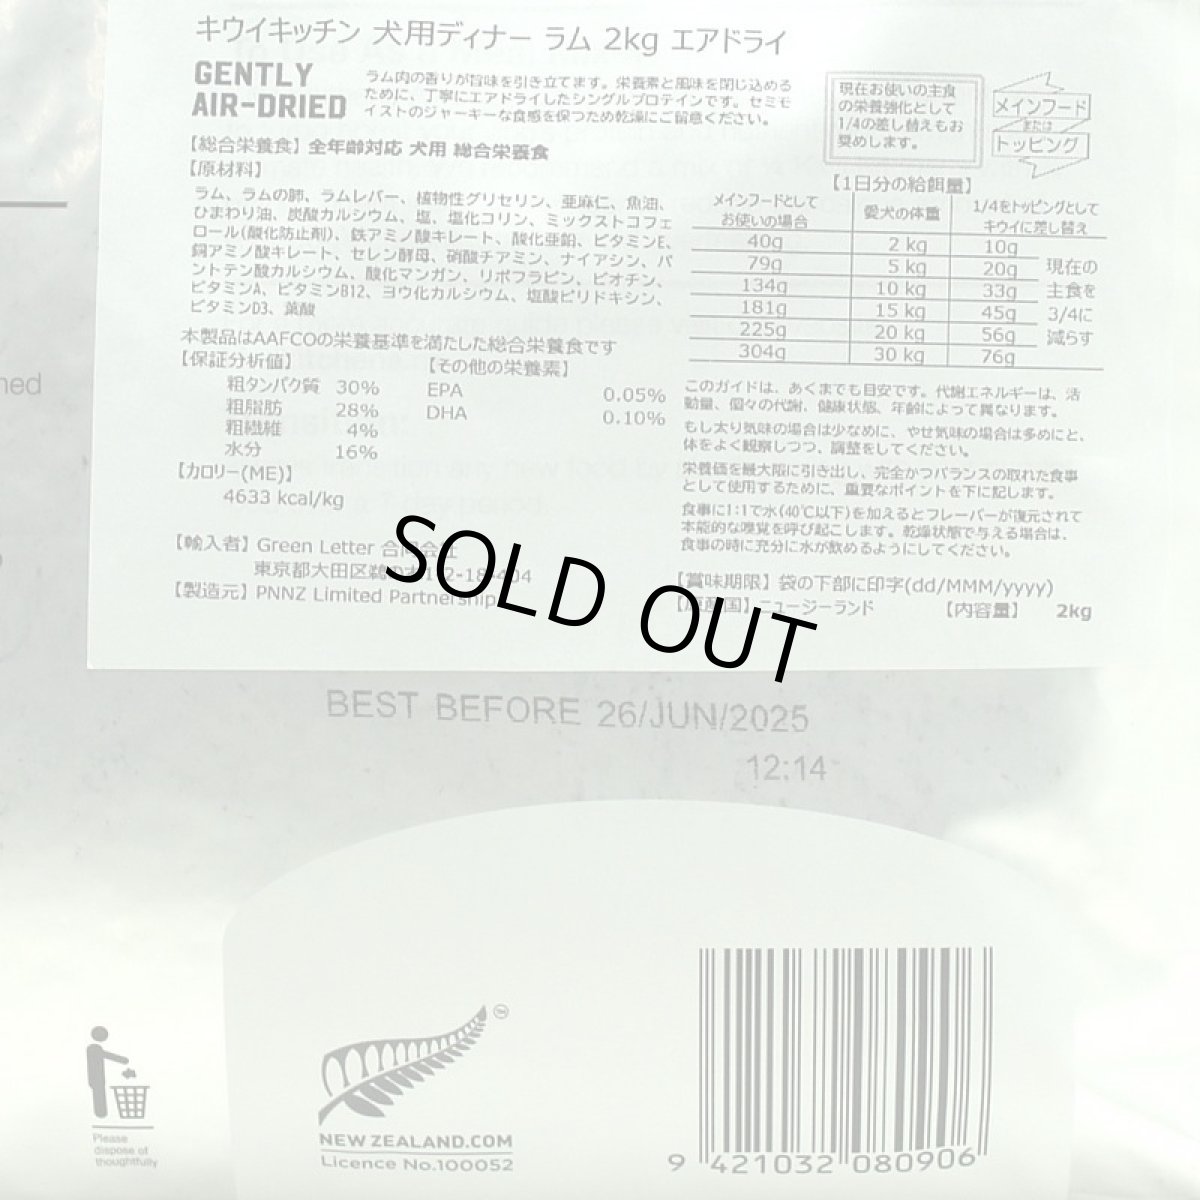 キウイキッチン 犬用ディナー ラム 2kg エアドライ
GENTLY
AIR-DRIED
ラム肉の香りが旨味を引き立てます。栄養素と風味を閉じ込める
ために、丁寧にエアドライしたシングルプロテインです。セミモ
イストのジャーキーな食感を保つため乾燥にご留意ください。
現在お使いの主食
の栄養強化として
1/4の差し替えもお
奨めします。
メインフード
または
トッピング
【総合栄養食】全年齢対応 犬用 総合栄養食
【原材料】
ラム、ラムの肺、ラムレバー、植物性グリセリン、亜麻仁、魚油、
ひまわり油、炭酸カルシウム、塩、塩化コリン、ミックストコフェ
ロール(酸化防止剤)、鉄アミノ酸キレート、酸化亜鉛、ビタミンE、
銅アミノ酸キレート、セレン酵母、硝酸チアミン、ナイアシン、パ
ントテン酸カルシウム、酸化マンガン、リボフラビン、ビオチン、
ビタミンA、ビタミンB12、ヨウ化カルシウム、塩酸ピリドキシン、
ビタミンD3、葉酸
本製品はAAFCOの栄養基準を満たした総合栄養食です
【保証分析値】 【その他の栄養素】
粗タンパク質 30% EPA 0.05%
粗脂肪 28% DHA 0.10%
粗繊維 4%
水分 16%
【カロリー(ME)】
4633 kcal/kg
【輸入者】Green Letter 合同会社
東京都大田区鵜の木1-2-18-404
【製造元】PNNZ Limited Partnership
【1日分の給餌量】
メインフードとして
お使いの場合 愛犬の体重 1/4をトッピングとして
キウイに差し替え
40g 2 kg 10g
79g 5 kg 20g
134g 10 kg 33g
181g 15 kg 45g
225g 20 kg 56g
304g 30 kg 76g
現在の
主食を
3/4に
減らす
このガイドは、あくまでも目安です。代謝エネルギーは、活
動量、個々の代謝、健康状態、年齢によって異なります。
もし太り気味の場合は少なめに、やせ気味の場合は多めにと、
体をよく観察しつつ、調整をしてください。
栄養価を最大限に引き出し、完全かつバランスの取れた食事
として使用するために、重要なポイントを下に記します。
食事に1:1で水(40℃以下)を加えるとフレーバーが復元されて
本能的な嗅覚を呼び起こします。乾燥状態で与える場合は、
食事の時に充分に水が飲めるようにしてください。
【賞味期限】袋の下部に印字(dd/MMM/yyyy)
【原産国】ニュージーランド 【内容量】 2kg
SOLD OUT
BEST BEFORE 26/JUN/2025
12:14
Please
dispose of
thoughtfully
NEW ZEALAND.COM
Licence No.100052
9 421032 080906